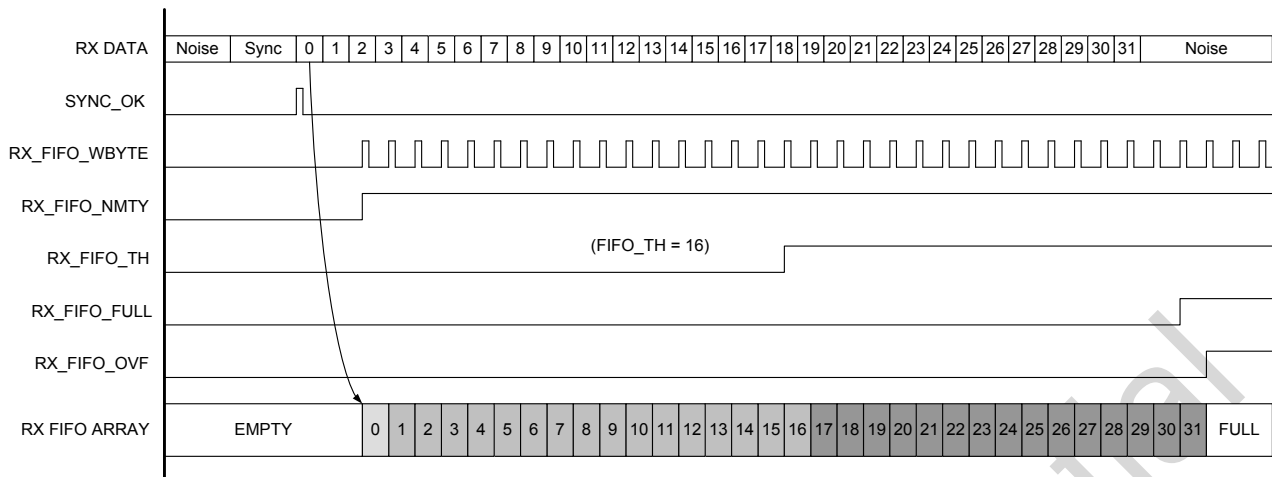 RX DATA Noise Sync 0 1 2 3 4 5 6 7 8 9 10 11 12 13 14 15 16 17 18 19 20 21 22 23 24 25 26 27 28 29 30 31 Noise
SYNC_OK
RX_FIFO_WBYTE
RX_FIFO_NMTY
(FIFO_TH = 16)
RX_FIFO_TH
RX_FIFO_FULL
RX_FIFO_OVF
RX FIFO ARRAY EMPTY 0 1 2 3 4 5 6 7 8 9 10 11 12 13 14 15 16 17 18 19 20 21 22 23 24 25 26 27 28 29 30 31 FULL